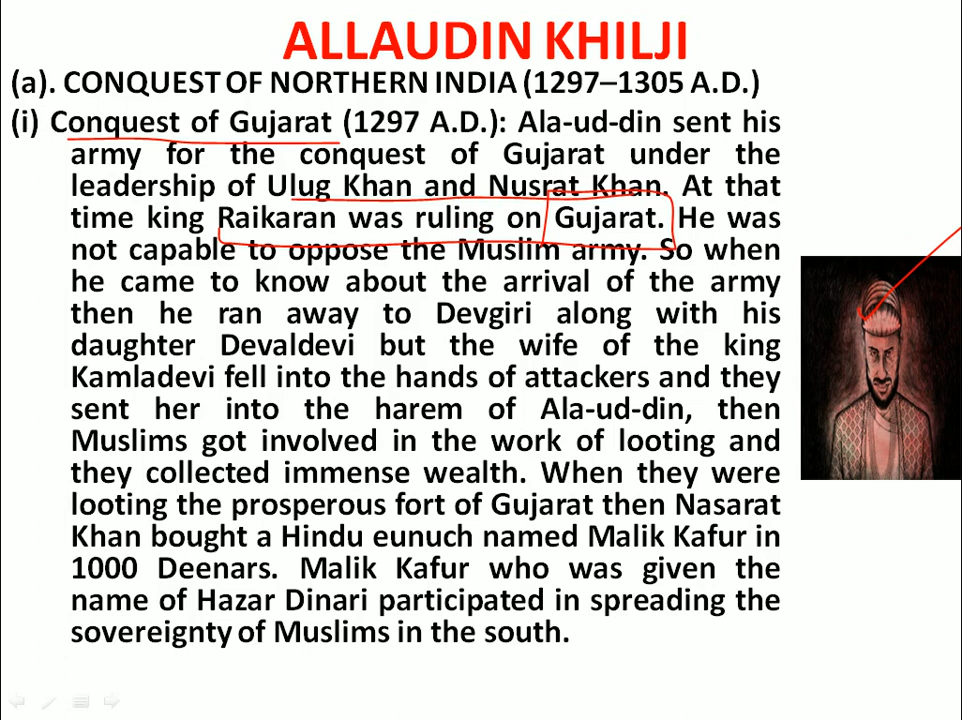 ALLAUDIN KHILJI
(a). CONQUEST OF NORTHERN INDIA (1297–1305 A.D.)
(i) Conquest of Gujarat (1297 A.D.): Ala-ud-din sent his
army for the conquest of Gujarat under the
leadership of Ulug Khan and Nusrat Khan. At that
time king Raikaran was ruling on Gujarat. He was
not capable to oppose the Muslim army. So when
he came to know about the arrival of the army
then he ran away to Devgiri along with his
daughter Devaldevi but the wife of the king
Kamladevi fell into the hands of attackers and they
sent her into the harem of Ala-ud-din, then
Muslims got involved in the work of looting and
they collected immense wealth. When they were
looting the prosperous fort of Gujarat then Nasarat
Khan bought a Hindu eunuch named Malik Kafur in
1000 Deenars. Malik Kafur who was given the
name of Hazar Dinari participated in spreading the
sovereignty of Muslims in the south.